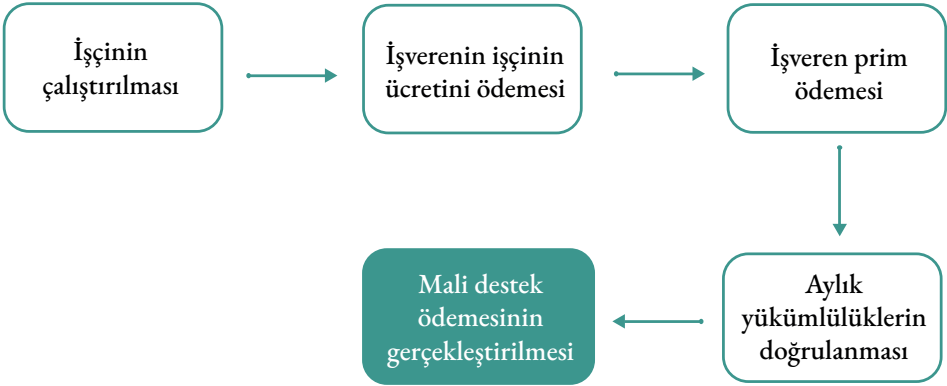 İşçinin
çalıştırılması
İşverenin işçinin
ücretini ödemesi
İşveren prim
ödemesi
Aylık
yükümlülüklerin
doğrulanması
Mali destek
ödemesinin
gerçekleştirilmesi